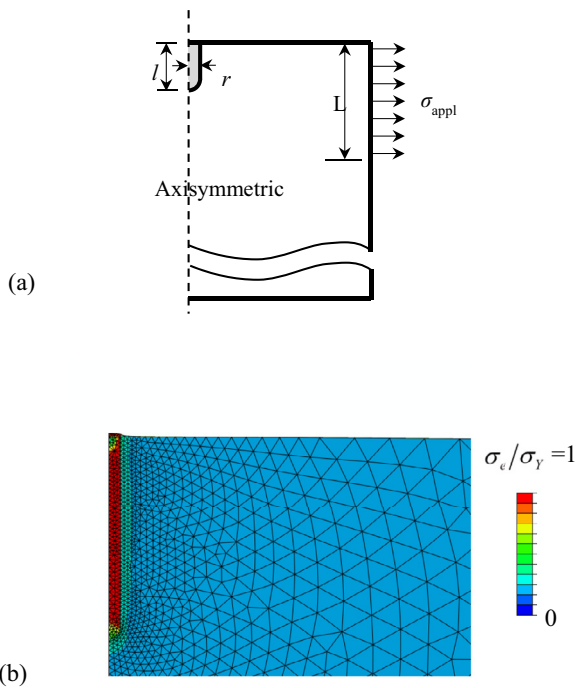 l
r
L
σappl
Axisymmetric
(a)
σe/σY =1
0
(b)